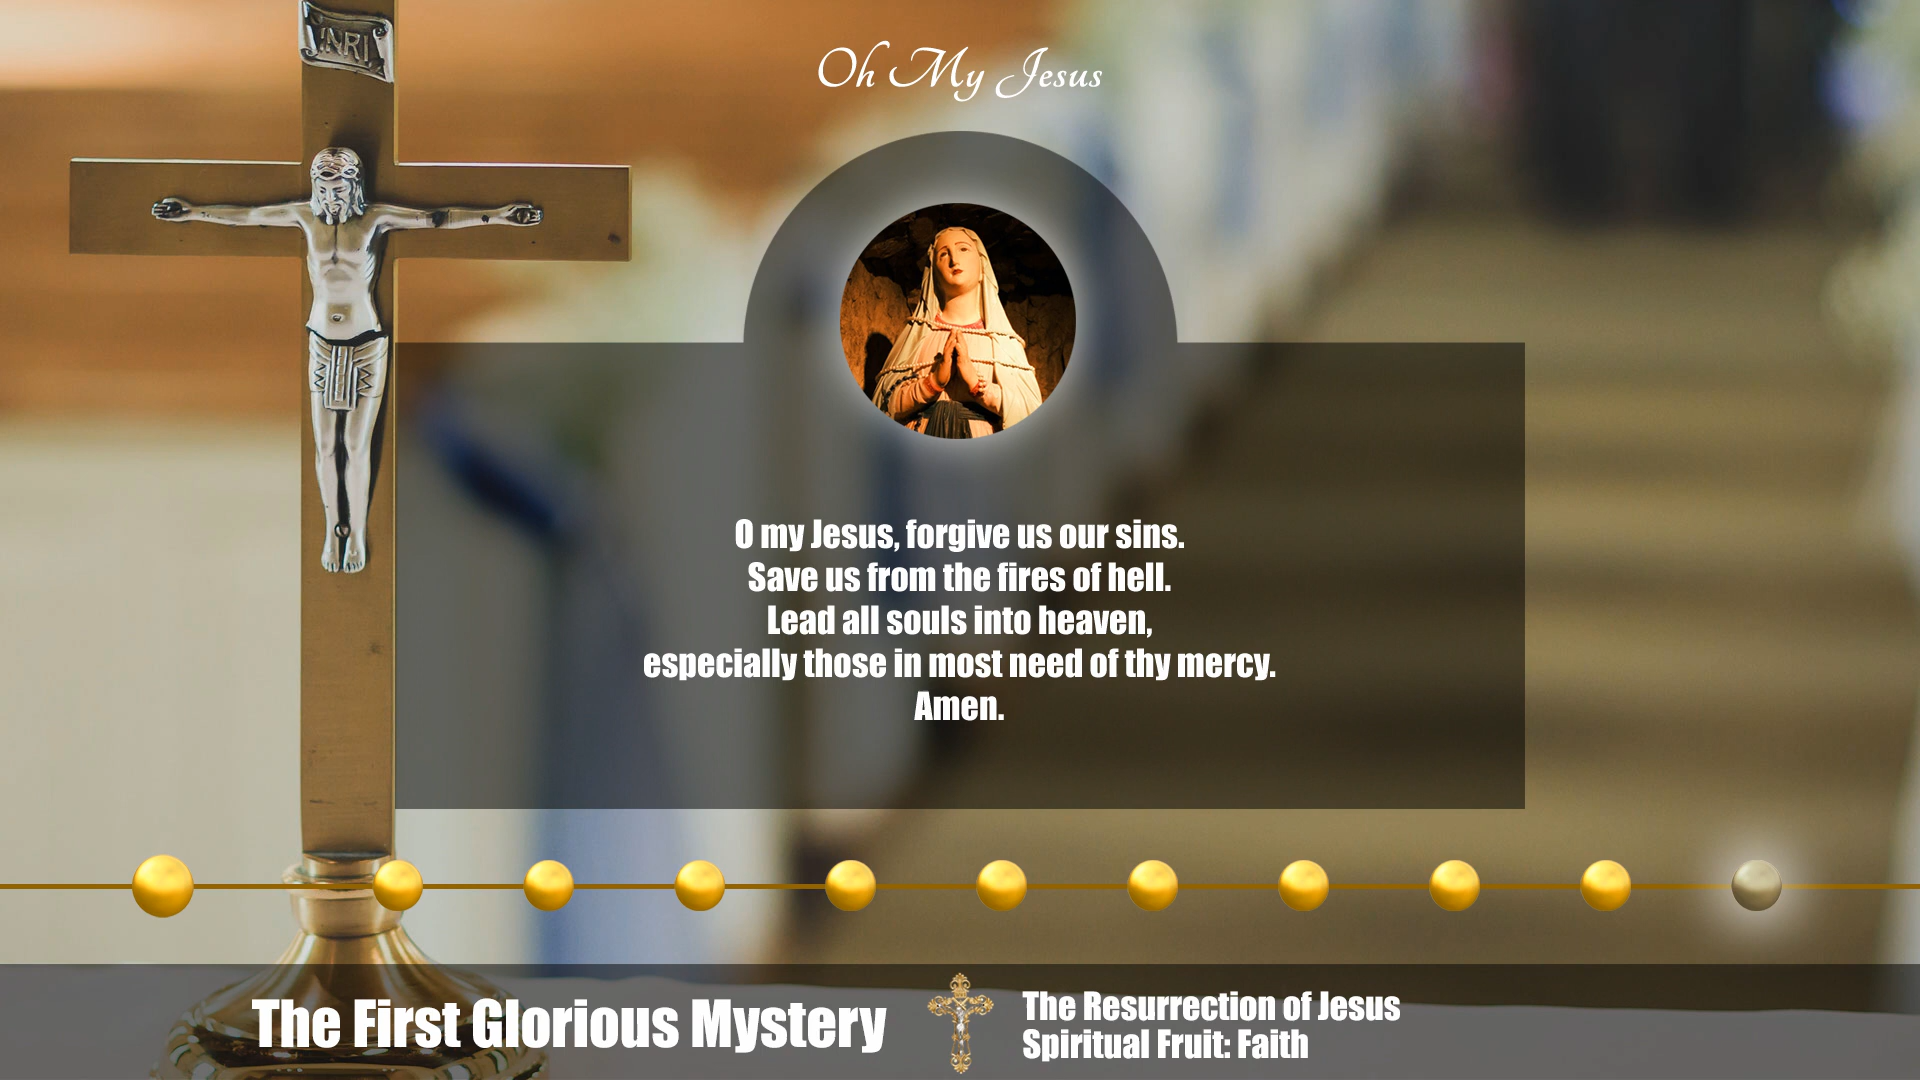 INRI
Oh My Jesus
O my Jesus, forgive us our sins.
Save us from the fires of hell.
Lead all souls into heaven,
especially those in most need of thy mercy.
Amen.
The First Glorious Mystery
The Resurrection of Jesus
Spiritual Fruit: Faith